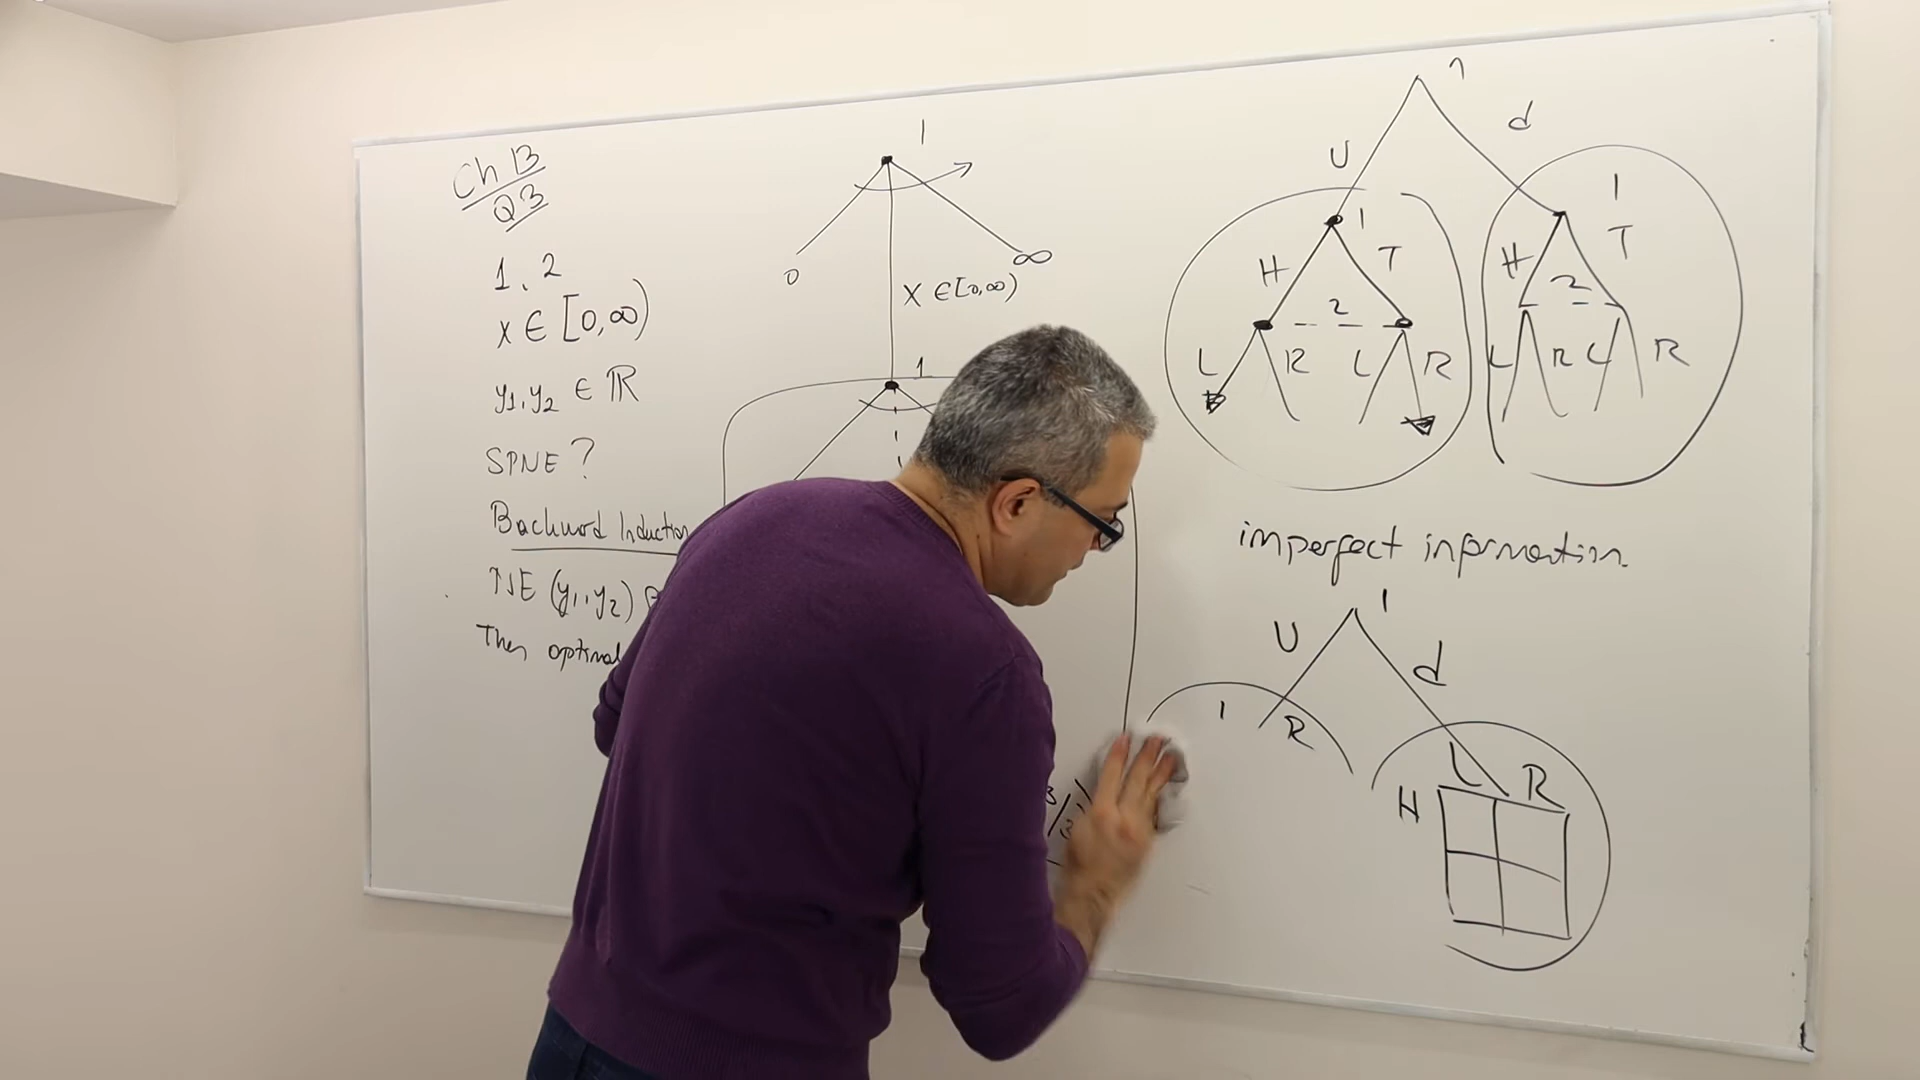 Ch 13
Q3
1, 2
x ∈ [0,∞)
y1, y2 ∈ ℝ
SPNE ?
Backward Induction
NE (y1, y2)
Then optimal
1
0
∞
x ∈ [0,∞)
1
1
U
d
1
H
T
2
L
R
L
R
1
H
T
2
L
R
L
R
imperfect information
1
U
d
1
R
L
R
H